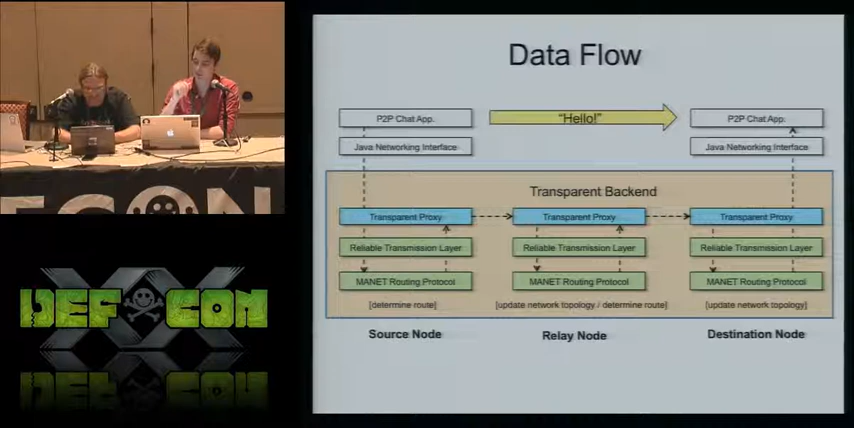 Data Flow
P2P Chat App.
"Hello!"
P2P Chat App.
Java Networking Interface
Java Networking Interface
Transparent Backend
Transparent Proxy
Transparent Proxy
Transparent Proxy
Reliable Transmission Layer
Reliable Transmission Layer
Reliable Transmission Layer
MANET Routing Protocol
MANET Routing Protocol
MANET Routing Protocol
[determine route]
[update network topology / determine route]
[update network topology]
Source Node
Relay Node
Destination Node
DEF CON
XX